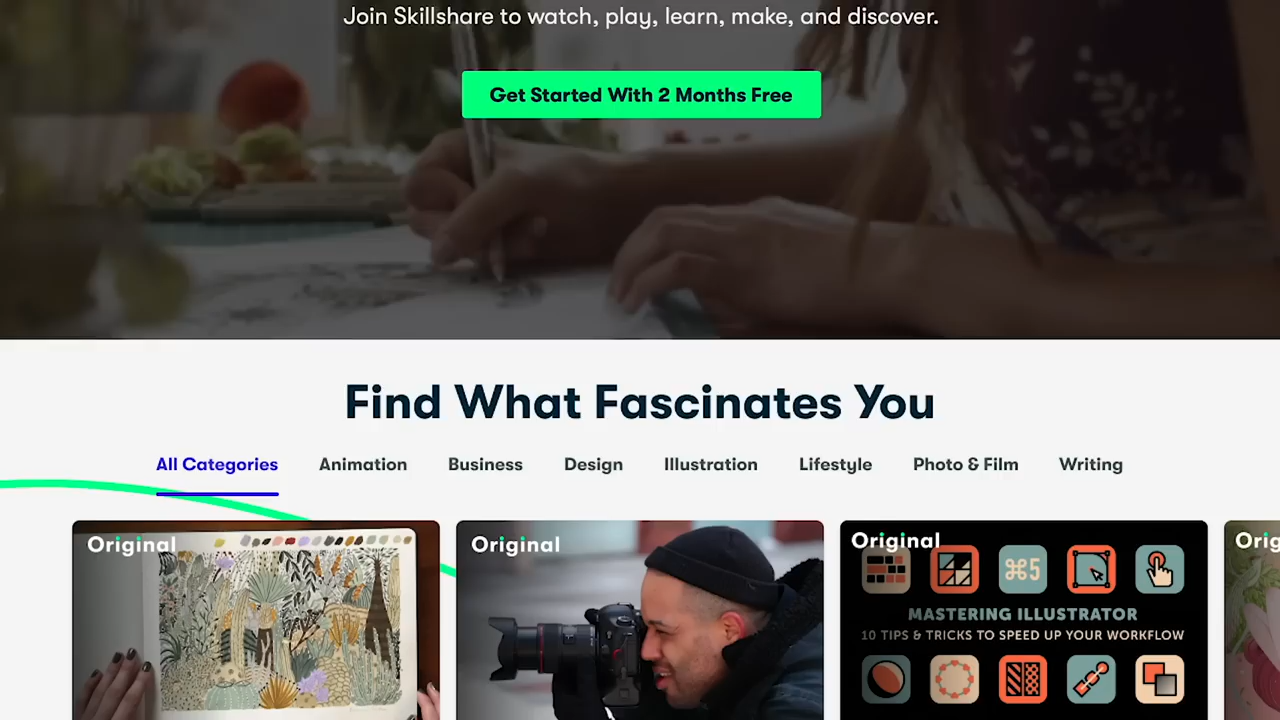 Join Skillshare to watch, play, learn, make, and discover.
Get Started With 2 Months Free
Find What Fascinates You
All Categories Animation Business Design Illustration Lifestyle Photo & Film Writing
Original Original Original Orig
⌘5
MASTERING ILLUSTRATOR
10 TIPS & TRICKS TO SPEED UP YOUR WORKFLOW